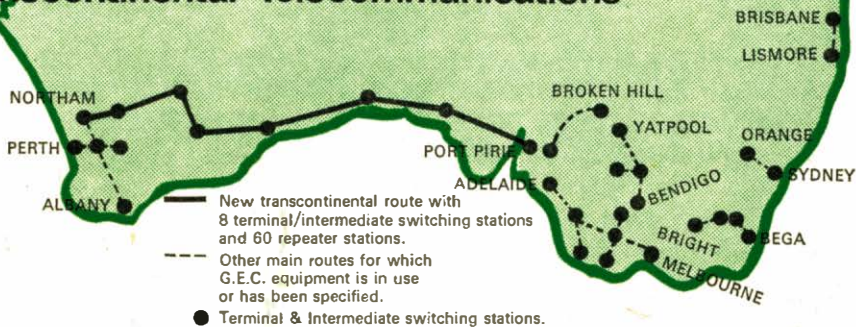 BRISBANE
LISMORE
NORTHAM
BROKEN HILL
YATPOOL
ORANGE
PERTH
PORT PIRIE
SYDNEY
ADELAIDE
BENDIGO
ALBANY
BRIGHT
BEGA
MELBOURNE
New transcontinental route with
8 terminal/intermediate switching stations
and 60 repeater stations.
Other main routes for which
G.E.C. equipment is in use
or has been specified.
Terminal & Intermediate switching stations.